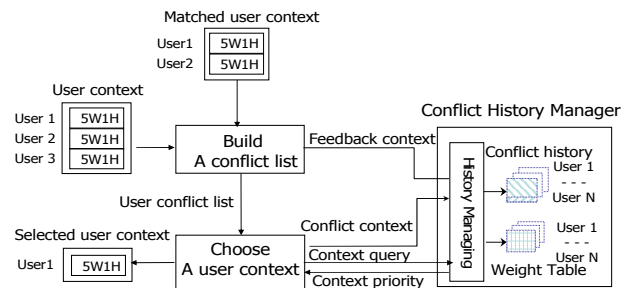 Matched user context
User1 5W1H
User2 5W1H
User context
User 1 5W1H
User 2 5W1H
User 3 5W1H
Build
A conflict list
Feedback context
Conflict History Manager
History Managing
Conflict history
User 1
- - -
User N
User 1
- - -
User N
Weight Table
User conflict list
Conflict context
Selected user context
User1 5W1H
Choose
A user context
Context query
Context priority